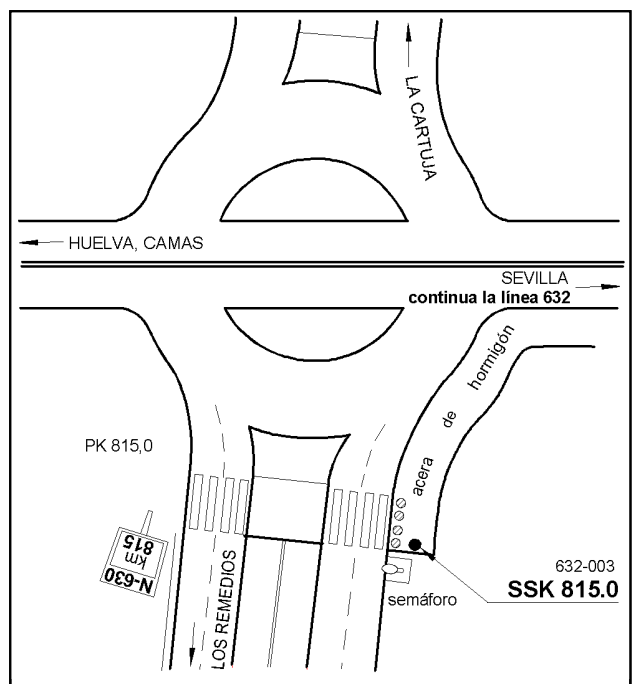 LA CARTUJA
HUELVA, CAMAS
SEVILLA
continua la línea 632
acera de hormigón
PK 815,0
N-630
km
815
LOS REMEDIOS
semáforo
632-003
SSK 815.0